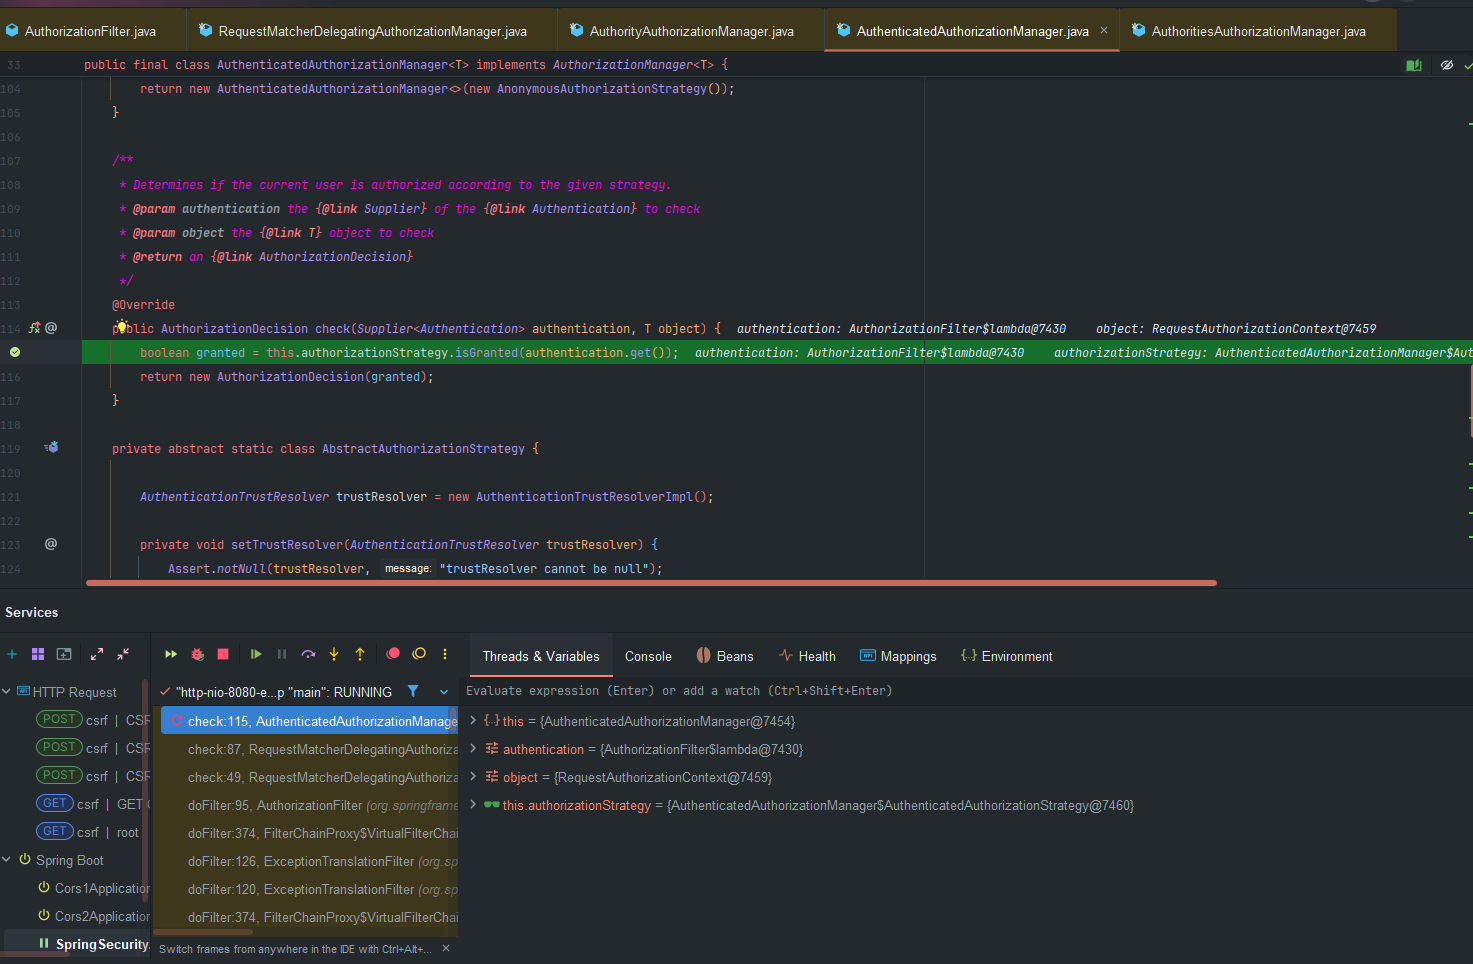 AuthorizationFilter.java RequestMatcherDelegatingAuthorizationManager.java AuthorityAuthorizationManager.java AuthenticatedAuthorizationManager.java × AuthoritiesAuthorizationManager.java
33 public final class AuthenticatedAuthorizationManager<T> implements AuthorizationManager<T> {
104 return new AuthenticatedAuthorizationManager<>(new AnonymousAuthorizationStrategy());
105 }
106
107 /**
108 * Determines if the current user is authorized according to the given strategy.
109 * @param authentication the {@link Supplier} of the {@link Authentication} to check
110 * @param object the {@link T} object to check
111 * @return an {@link AuthorizationDecision}
112 */
113 @Override
114 @ public AuthorizationDecision check(Supplier<Authentication> authentication, T object) { authentication: AuthorizationFilter$lambda@7430 object: RequestAuthorizationContext@7459
boolean granted = this.authorizationStrategy.isGranted(authentication.get()); authentication: AuthorizationFilter$lambda@7430 authorizationStrategy: AuthenticatedAuthorizationManager$Aut
116 return new AuthorizationDecision(granted);
117 }
118
119 private abstract static class AbstractAuthorizationStrategy {
120
121 AuthenticationTrustResolver trustResolver = new AuthenticationTrustResolverImpl();
122
123 @ private void setTrustResolver(AuthenticationTrustResolver trustResolver) {
124 Assert.notNull(trustResolver, message: "trustResolver cannot be null");
Services
Threads & Variables Console Beans Health Mappings Environment
HTTP Request
POST csrf | CSR
POST csrf | CSR
POST csrf | CSR
GET csrf | GET
GET csrf | root
Spring Boot
Cors1Application
Cors2Application
SpringSecurity
"http-nio-8080-e...p "main": RUNNING
check:115, AuthenticatedAuthorizationManage
check:87, RequestMatcherDelegatingAuthoriza
check:49, RequestMatcherDelegatingAuthoriza
doFilter:95, AuthorizationFilter (org.springframe
doFilter:374, FilterChainProxy$VirtualFilterChai
doFilter:126, ExceptionTranslationFilter (org.sp
doFilter:120, ExceptionTranslationFilter (org.sp
doFilter:374, FilterChainProxy$VirtualFilterChai
Switch frames from anywhere in the IDE with Ctrl+Alt+... ×
Evaluate expression (Enter) or add a watch (Ctrl+Shift+Enter)
this = {AuthenticatedAuthorizationManager@7454}
authentication = {AuthorizationFilter$lambda@7430}
object = {RequestAuthorizationContext@7459}
this.authorizationStrategy = {AuthenticatedAuthorizationManager$AuthenticatedAuthorizationStrategy@7460}